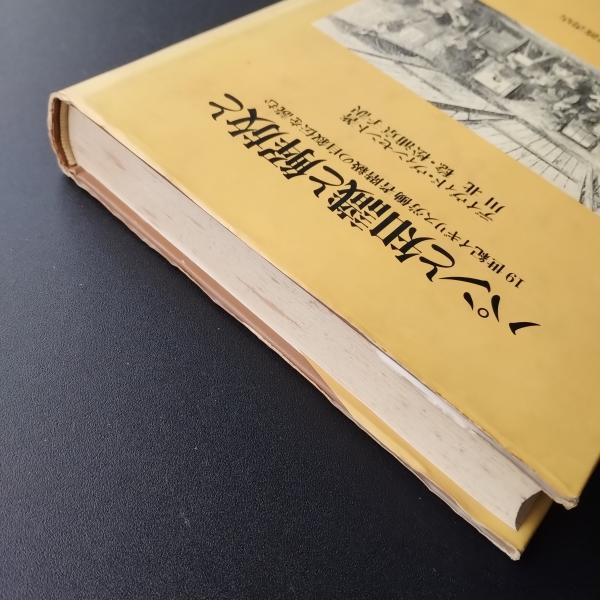 パンと知識と解放と
19世紀イギリス労働者階級の自叙伝を読む
デイヴィド・ヴィンセント著
川北 稔・松浦京子訳